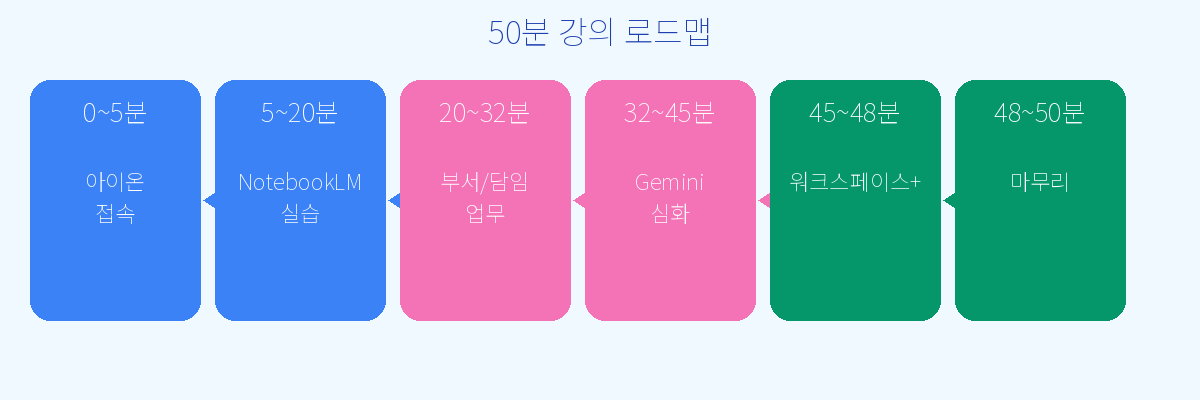 50분 강의 로드맵
0~5분
아이온
접속
5~20분
NotebookLM
실습
20~32분
부서/담임
업무
32~45분
Gemini
심화
45~48분
워크스페이스+
48~50분
마무리